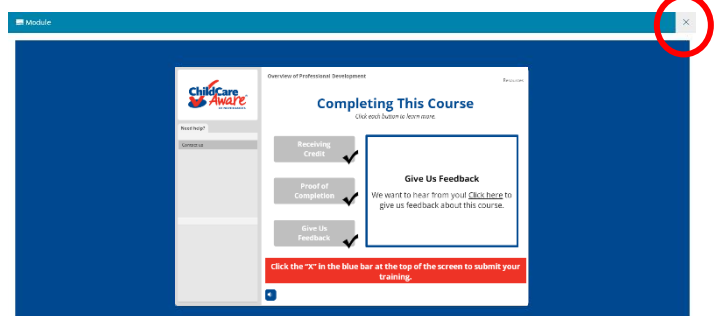 Module
Overview of Professional Development
Resources
ChildCare
Aware
Completing This Course
Click each button to learn more.
Need help?
Contact us
Receiving
Credit
Proof of
Completion
Give Us
Feedback
Give Us Feedback
We want to hear from you! Click here to
give us feedback about this course.
Click the "X" in the blue bar at the top of the screen to submit your
training.